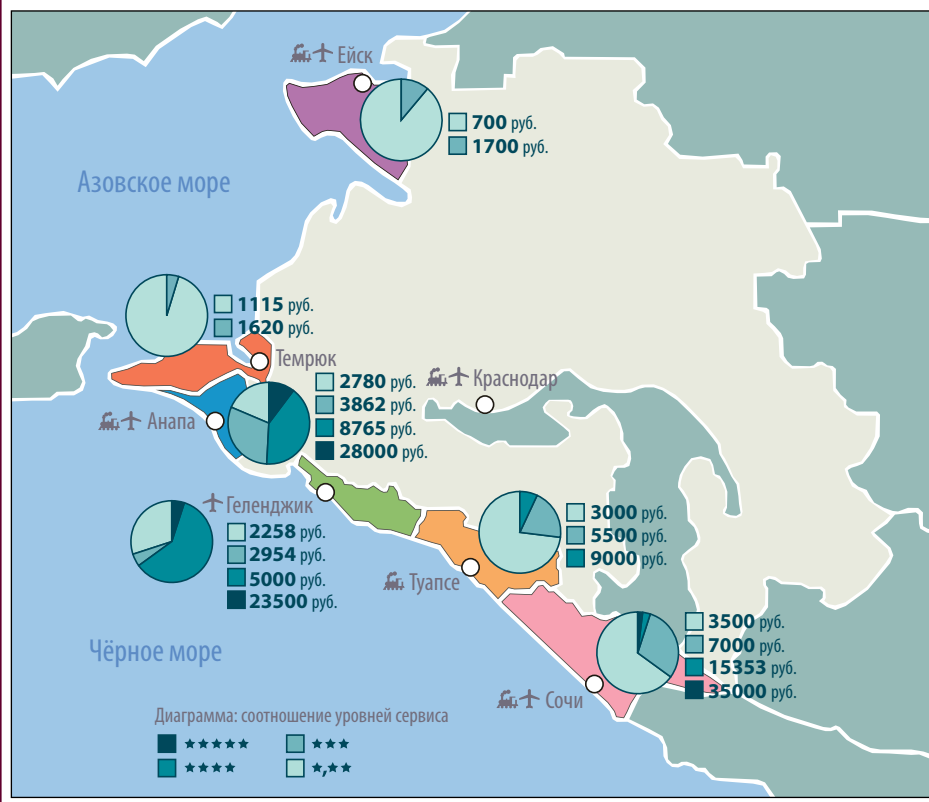 Ейск
700 руб.
1700 руб.
Азовское море
1115 руб.
1620 руб.
Темрюк
2780 руб.
3862 руб.
8765 руб.
28000 руб.
Краснодар
Анапа
Геленджик
2258 руб.
2954 руб.
5000 руб.
23500 руб.
3000 руб.
5500 руб.
9000 руб.
Туапсе
3500 руб.
7000 руб.
15353 руб.
35000 руб.
Чёрное море
Сочи
Диаграмма: соотношение уровней сервиса
★★★★★
★★★
★★★★
★,★★